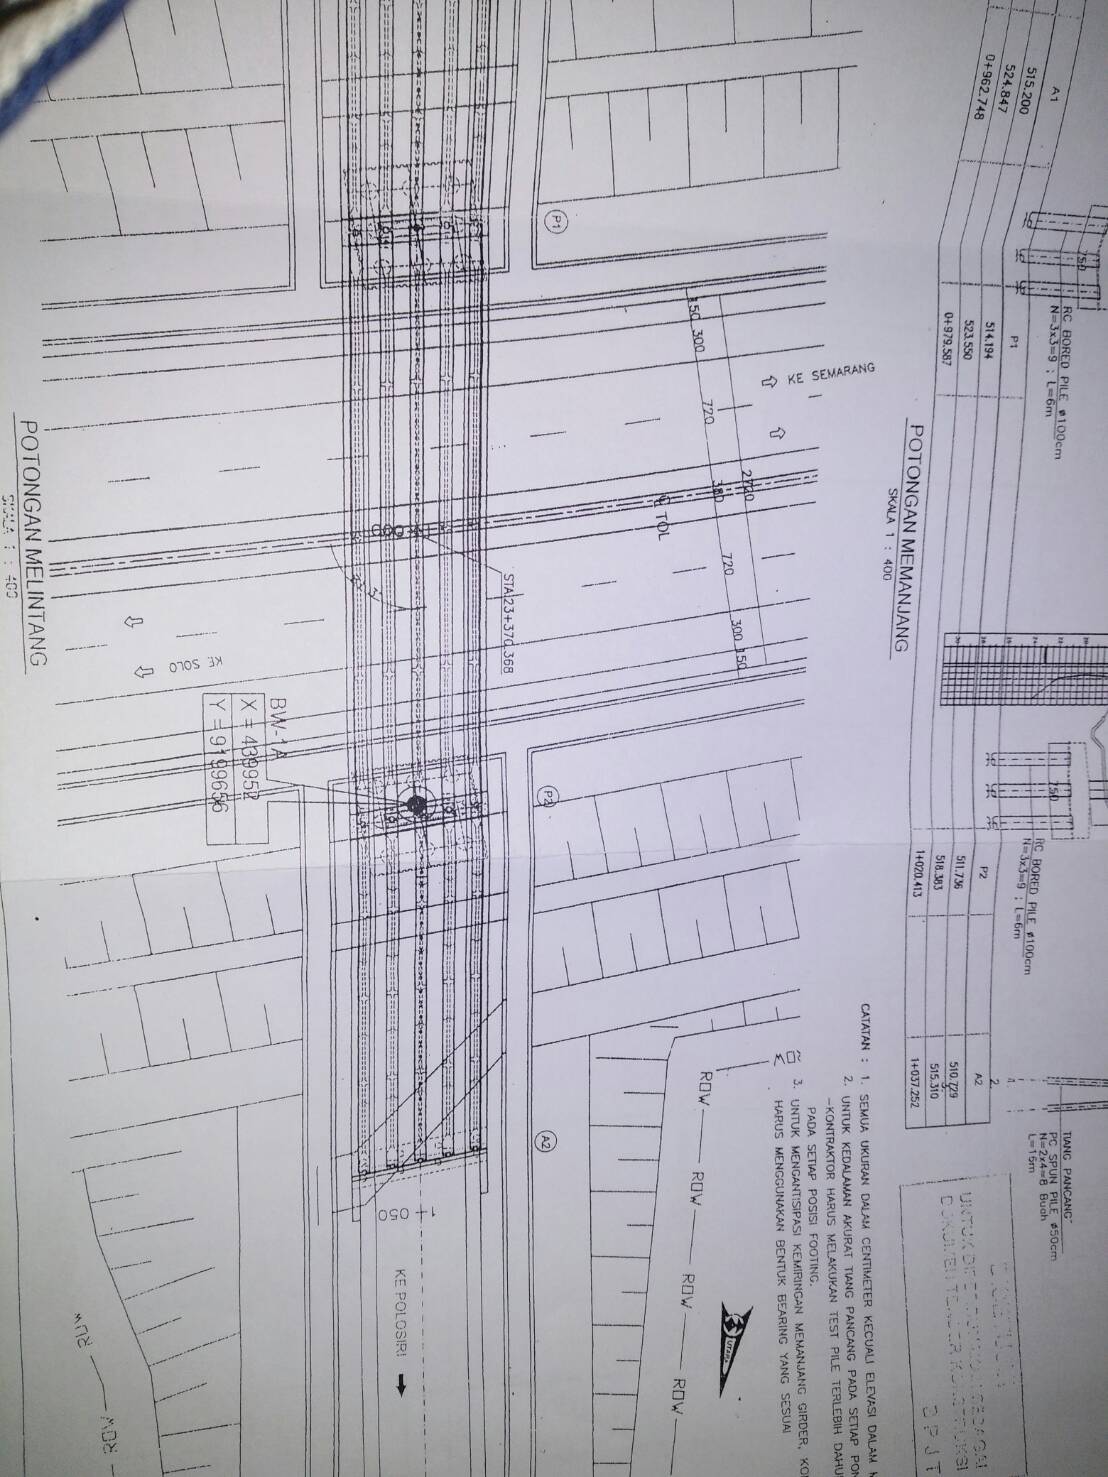 750
RC BORED PILE ø100cm
N=3x3=9 ; L=6m
750
RC BORED PILE ø100cm
N=3x3=9 ; L=6m
TIANG PANCANG
PC SPUN PILE ø50cm
N=2x4=8 Buah
L=16m
A1
515.200
524.847
0+962.748
P1
514.194
523.550
0+979.587
P2
511.736
518.383
1+020.413
2.
A2
510.729
3.
515.310
1+037.252
UNTUK DIPERGUNAKAN SEBAGAI
DOKUMEN TENDER KONSTRUKSI
BPJT
POTONGAN MEMANJANG
SKALA 1 : 400
CATATAN : 1. SEMUA UKURAN DALAM CENTIMETER KECUALI ELEVASI DALAM
2. UNTUK KEDALAMAN AKURAT TIANG PANCANG PADA SETIAP
-KONTRAKTOR HARUS MELAKUKAN TEST PILE TERLEBIH
PADA SETIAP POSISI FOOTING.
3. UNTUK MENGANTISIPASI KEMIRINGAN MEMANJANG GIRDER,
HARUS MENGGUNAKAN BENTUK BEARING YANG SESUAI
KE SEMARANG
2720
150 300 720 380 720 300 150
TOL
ROW
UTARA
ROW ROW ROW ROW
P1
P2
A2
STA.23+370.368
1+050
KE POLOSIRI
BW-1A
X = 439952
Y = 9199656
KE SOLO
ROW
ROW
POTONGAN MELINTANG
SKALA 1 : 400